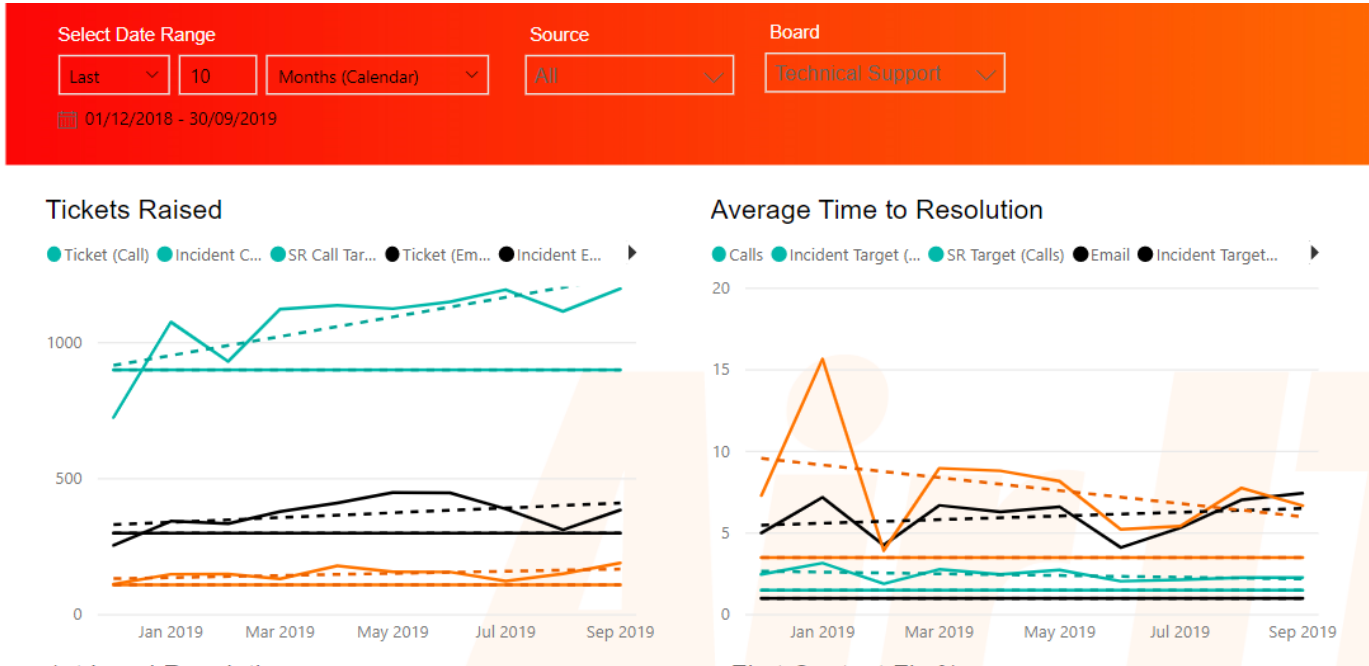 Select Date Range Source Board
Last 10 Months (Calendar) All Technical Support
01/12/2018 - 30/09/2019
Tickets Raised
Ticket (Call) Incident C... SR Call Tar... Ticket (Em... Incident E...
1000
500
0
Jan 2019 Mar 2019 May 2019 Jul 2019 Sep 2019
Average Time to Resolution
Calls Incident Target (... SR Target (Calls) Email Incident Target...
20
15
10
5
0
Jan 2019 Mar 2019 May 2019 Jul 2019 Sep 2019